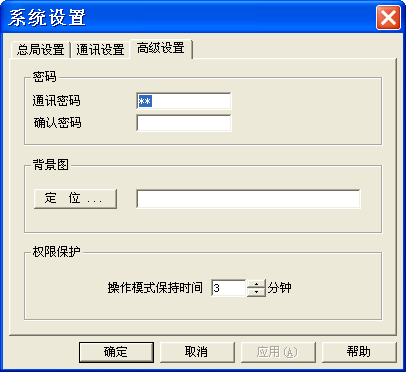 系统设置
总局设置 通讯设置 高级设置
密码
通讯密码 **
确认密码
背景图
定 位 ...
权限保护
操作模式保持时间 3 分钟
确定 取消 应用(A) 帮助